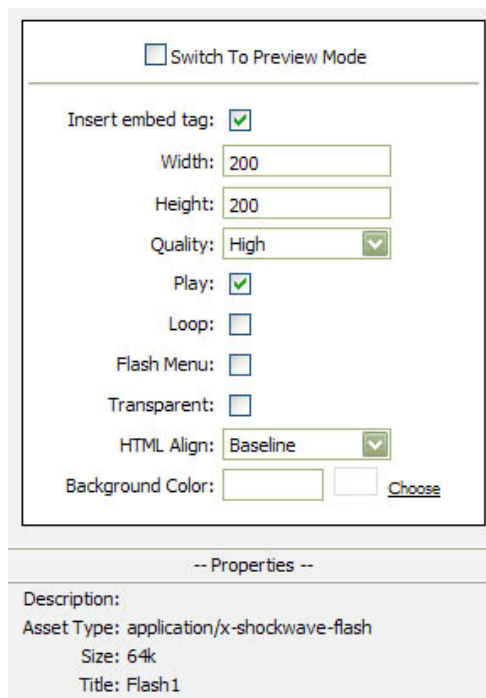 Switch To Preview Mode
Insert embed tag:
Width: 200
Height: 200
Quality: High
Play:
Loop:
Flash Menu:
Transparent:
HTML Align: Baseline
Background Color: Choose
-- Properties --
Description:
Asset Type: application/x-shockwave-flash
Size: 64k
Title: Flash1